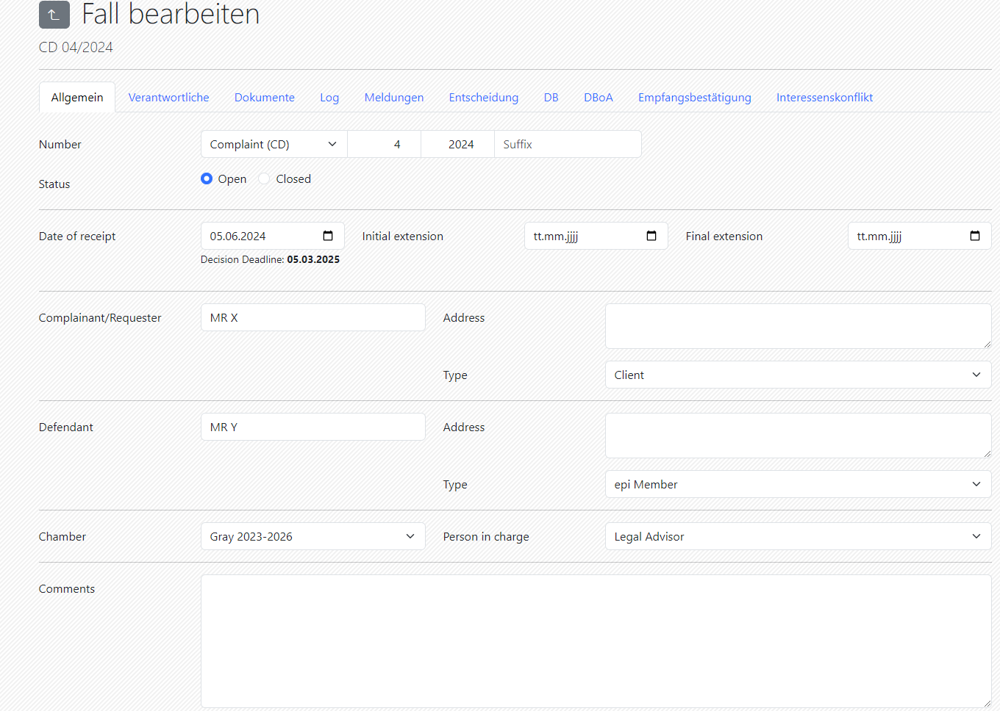 Fall bearbeiten
CD 04/2024
Allgemein Verantwortliche Dokumente Log Meldungen Entscheidung DB DBoA Empfangsbestätigung Interessenskonflikt
Number Complaint (CD) 4 2024 Suffix
Status Open Closed
Date of receipt 05.06.2024 Initial extension tt.mm.jjjj Final extension tt.mm.jjjj
Decision Deadline: 05.03.2025
Complainant/Requester MR X Address
Type Client
Defendant MR Y Address
Type epi Member
Chamber Gray 2023-2026 Person in charge Legal Advisor
Comments